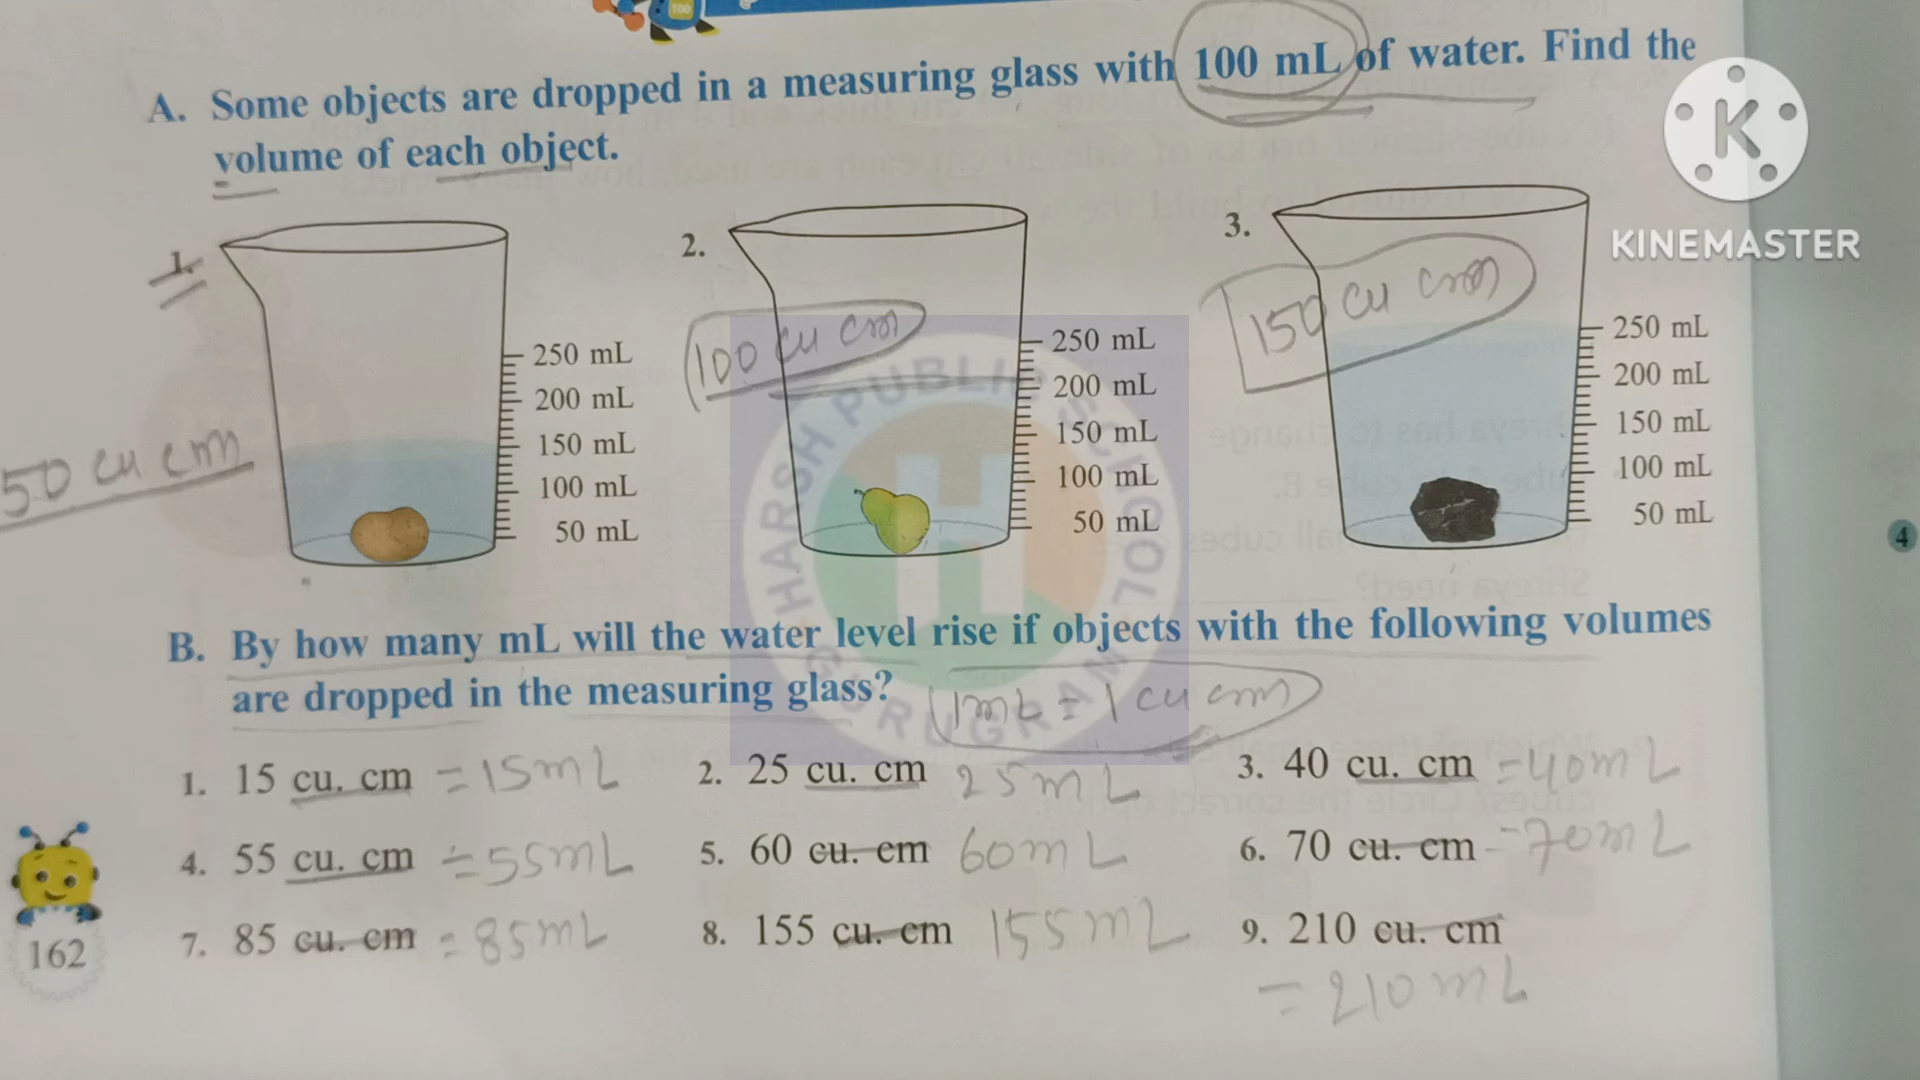 100
A. Some objects are dropped in a measuring glass with 100 mL of water. Find the
volume of each object.
K
KINEMASTER
1.
2.
3.
50 cu cm
100 cu cm
150 cu cm
250 mL
200 mL
150 mL
100 mL
50 mL
250 mL
200 mL
150 mL
100 mL
50 mL
250 mL
200 mL
150 mL
100 mL
50 mL
HARSH PUBLIC SCHOOL
GURUGRAM
H
4
B. By how many mL will the water level rise if objects with the following volumes
are dropped in the measuring glass?
1mL = 1 cu cm
1. 15 cu. cm = 15mL 2. 25 cu. cm 25mL 3. 40 cu. cm = 40mL
4. 55 cu. cm = 55mL 5. 60 cu. cm 60mL 6. 70 cu. cm = 70mL
7. 85 cu. cm = 85mL 8. 155 cu. cm 155mL 9. 210 cu. cm
= 210mL
162